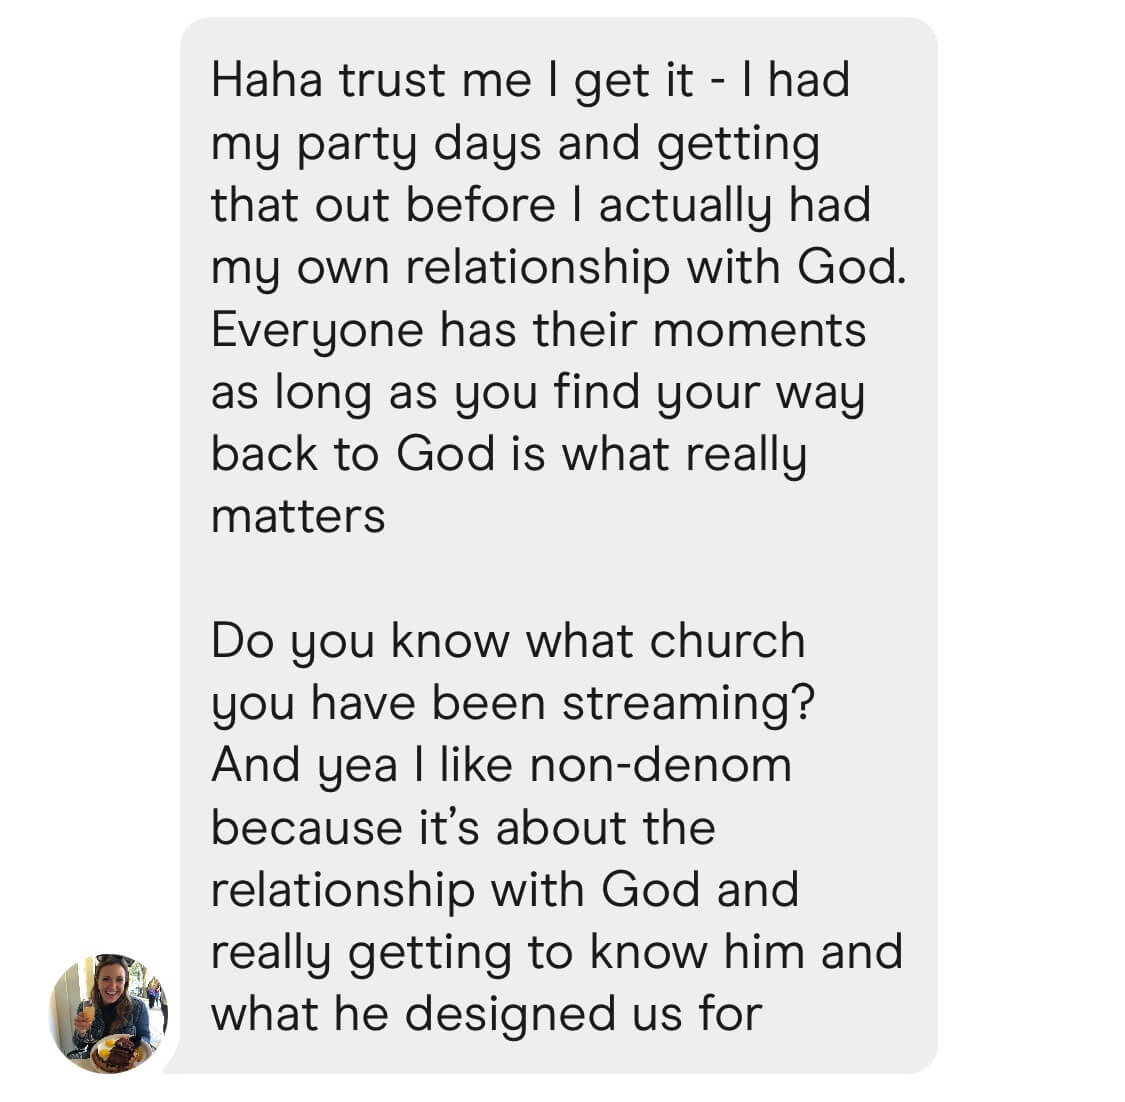 Haha trust me I get it - I had
my party days and getting
that out before I actually had
my own relationship with God.
Everyone has their moments
as long as you find your way
back to God is what really
matters
Do you know what church
you have been streaming?
And yea I like non-denom
because it’s about the
relationship with God and
really getting to know him and
what he designed us for